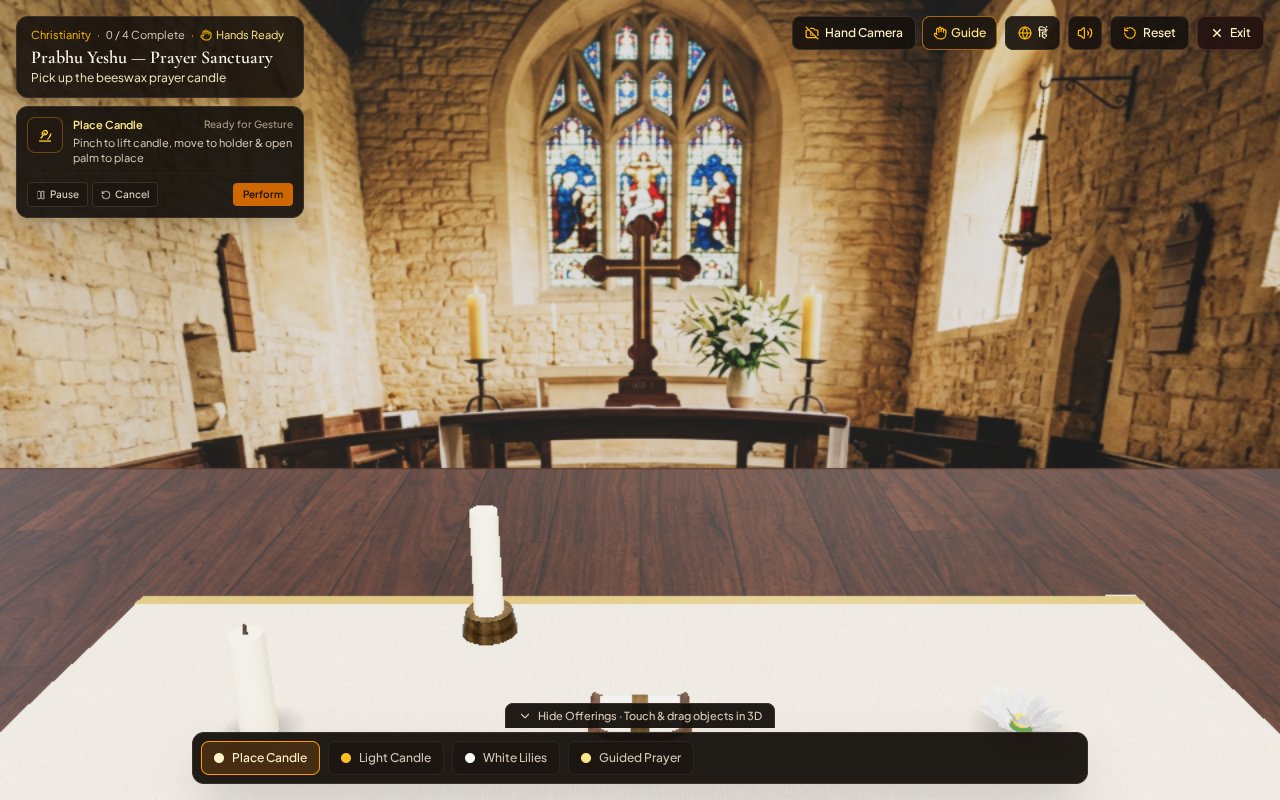 Christianity · 0 / 4 Complete · Hands Ready
Prabhu Yeshu — Prayer Sanctuary
Pick up the beeswax prayer candle
Place Candle Ready for Gesture
Pinch to lift candle, move to holder & open
palm to place
Pause Cancel Perform
Hand Camera Guide हिं Reset Exit
Hide Offerings · Touch & drag objects in 3D
Place Candle Light Candle White Lilies Guided Prayer